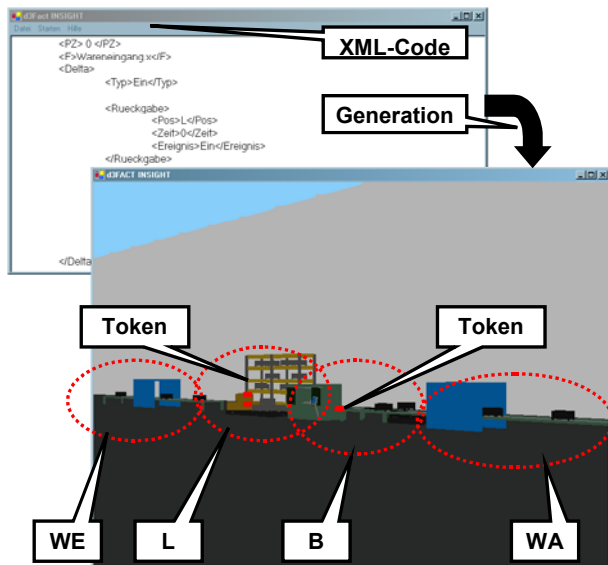 d3Fact INSIGHT
Datei Starten Hilfe
XML-Code
<PZ> 0 </PZ>
<F>Wareneingang x</F>
<Delta>
<Typ>Ein</Typ>
<Rueckgabe>
<Pos>L</Pos>
<Zeit>0</Zeit>
<Ereignis>Ein</Ereignis>
</Rueckgabe>
Generation
d3FACT INSIGHT
</Delta
Token
Token
WE
L
B
WA